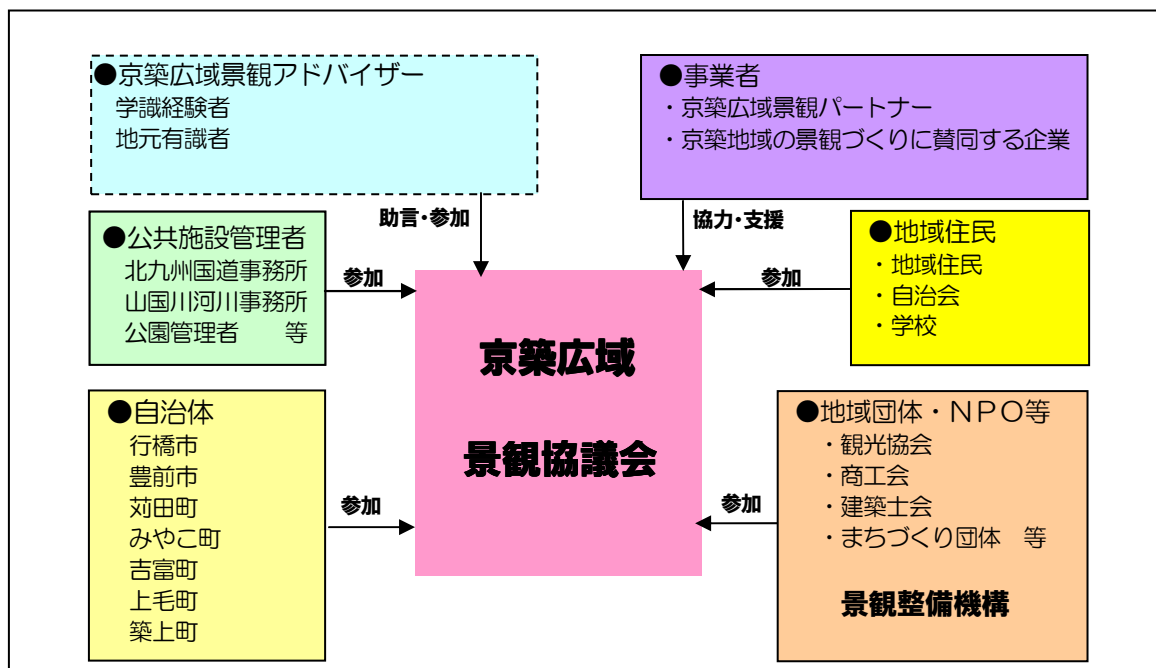 ●京築広域景観アドバイザー
学識経験者
地元有識者
●事業者
・京築広域景観パートナー
・京築地域の景観づくりに賛同する企業
助言・参加
協力・支援
●公共施設管理者
北九州国道事務所
山国川河川事務所
公園管理者　等
参加
●地域住民
・地域住民
・自治会
・学校
参加
京築広域
景観協議会
●自治体
行橋市
豊前市
苅田町
みやこ町
吉富町
上毛町
築上町
参加
●地域団体・ＮＰＯ等
・観光協会
・商工会
・建築士会
・まちづくり団体　等
景観整備機構
参加